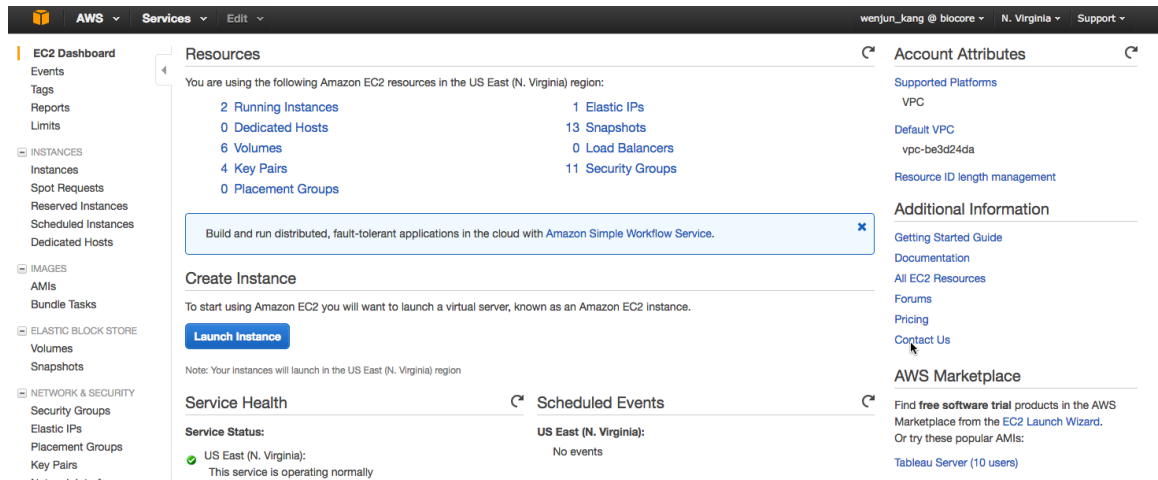 AWS Services Edit wenjun_kang @ biocore N. Virginia Support
EC2 Dashboard
Events
Tags
Reports
Limits
INSTANCES
Instances
Spot Requests
Reserved Instances
Scheduled Instances
Dedicated Hosts
IMAGES
AMIs
Bundle Tasks
ELASTIC BLOCK STORE
Volumes
Snapshots
NETWORK & SECURITY
Security Groups
Elastic IPs
Placement Groups
Key Pairs
Resources
You are using the following Amazon EC2 resources in the US East (N. Virginia) region:
2 Running Instances
0 Dedicated Hosts
6 Volumes
4 Key Pairs
0 Placement Groups
1 Elastic IPs
13 Snapshots
0 Load Balancers
11 Security Groups
Build and run distributed, fault-tolerant applications in the cloud with Amazon Simple Workflow Service.
Create Instance
To start using Amazon EC2 you will want to launch a virtual server, known as an Amazon EC2 instance.
Launch Instance
Note: Your instances will launch in the US East (N. Virginia) region
Service Health
Service Status:
US East (N. Virginia):
This service is operating normally
Scheduled Events
US East (N. Virginia):
No events
Account Attributes
Supported Platforms
VPC
Default VPC
vpc-be3d24da
Resource ID length management
Additional Information
Getting Started Guide
Documentation
All EC2 Resources
Forums
Pricing
Contact Us
AWS Marketplace
Find free software trial products in the AWS
Marketplace from the EC2 Launch Wizard.
Or try these popular AMIs:
Tableau Server (10 users)